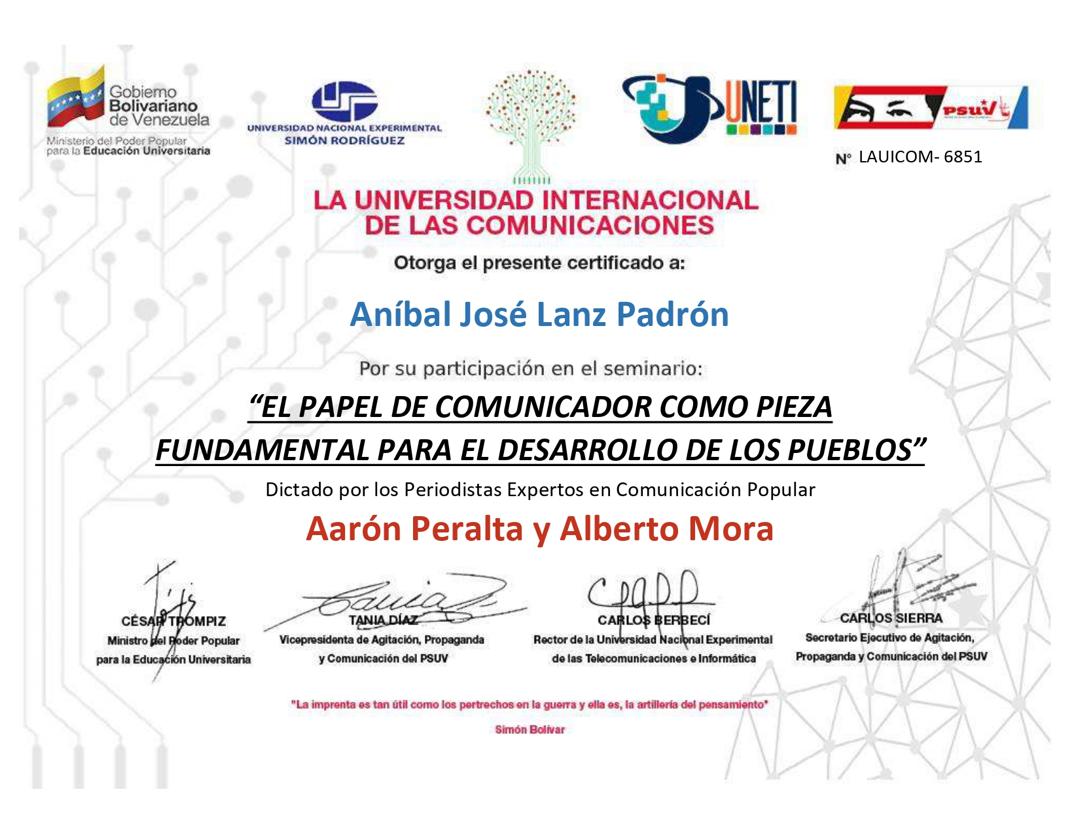 Gobierno
Bolivariano
de Venezuela
Ministerio del Poder Popular
para la Educación Universitaria
UNIVERSIDAD NACIONAL EXPERIMENTAL
SIMÓN RODRÍGUEZ
UNETI
PSUV
N° LAUICOM- 6851
LA UNIVERSIDAD INTERNACIONAL
DE LAS COMUNICACIONES
Otorga el presente certificado a:
Aníbal José Lanz Padrón
Por su participación en el seminario:
“EL PAPEL DE COMUNICADOR COMO PIEZA
FUNDAMENTAL PARA EL DESARROLLO DE LOS PUEBLOS”
Dictado por los Periodistas Expertos en Comunicación Popular
Aarón Peralta y Alberto Mora
CÉSAR TROMPIZ
Ministro del Poder Popular
para la Educación Universitaria
TANIA DÍAZ
Vicepresidenta de Agitación, Propaganda
y Comunicación del PSUV
CARLOS BERBECÍ
Rector de la Universidad Nacional Experimental
de las Telecomunicaciones e Informática
CARLOS SIERRA
Secretario Ejecutivo de Agitación,
Propaganda y Comunicación del PSUV
"La imprenta es tan útil como los pertrechos en la guerra y ella es, la artillería del pensamiento"
Simón Bolívar